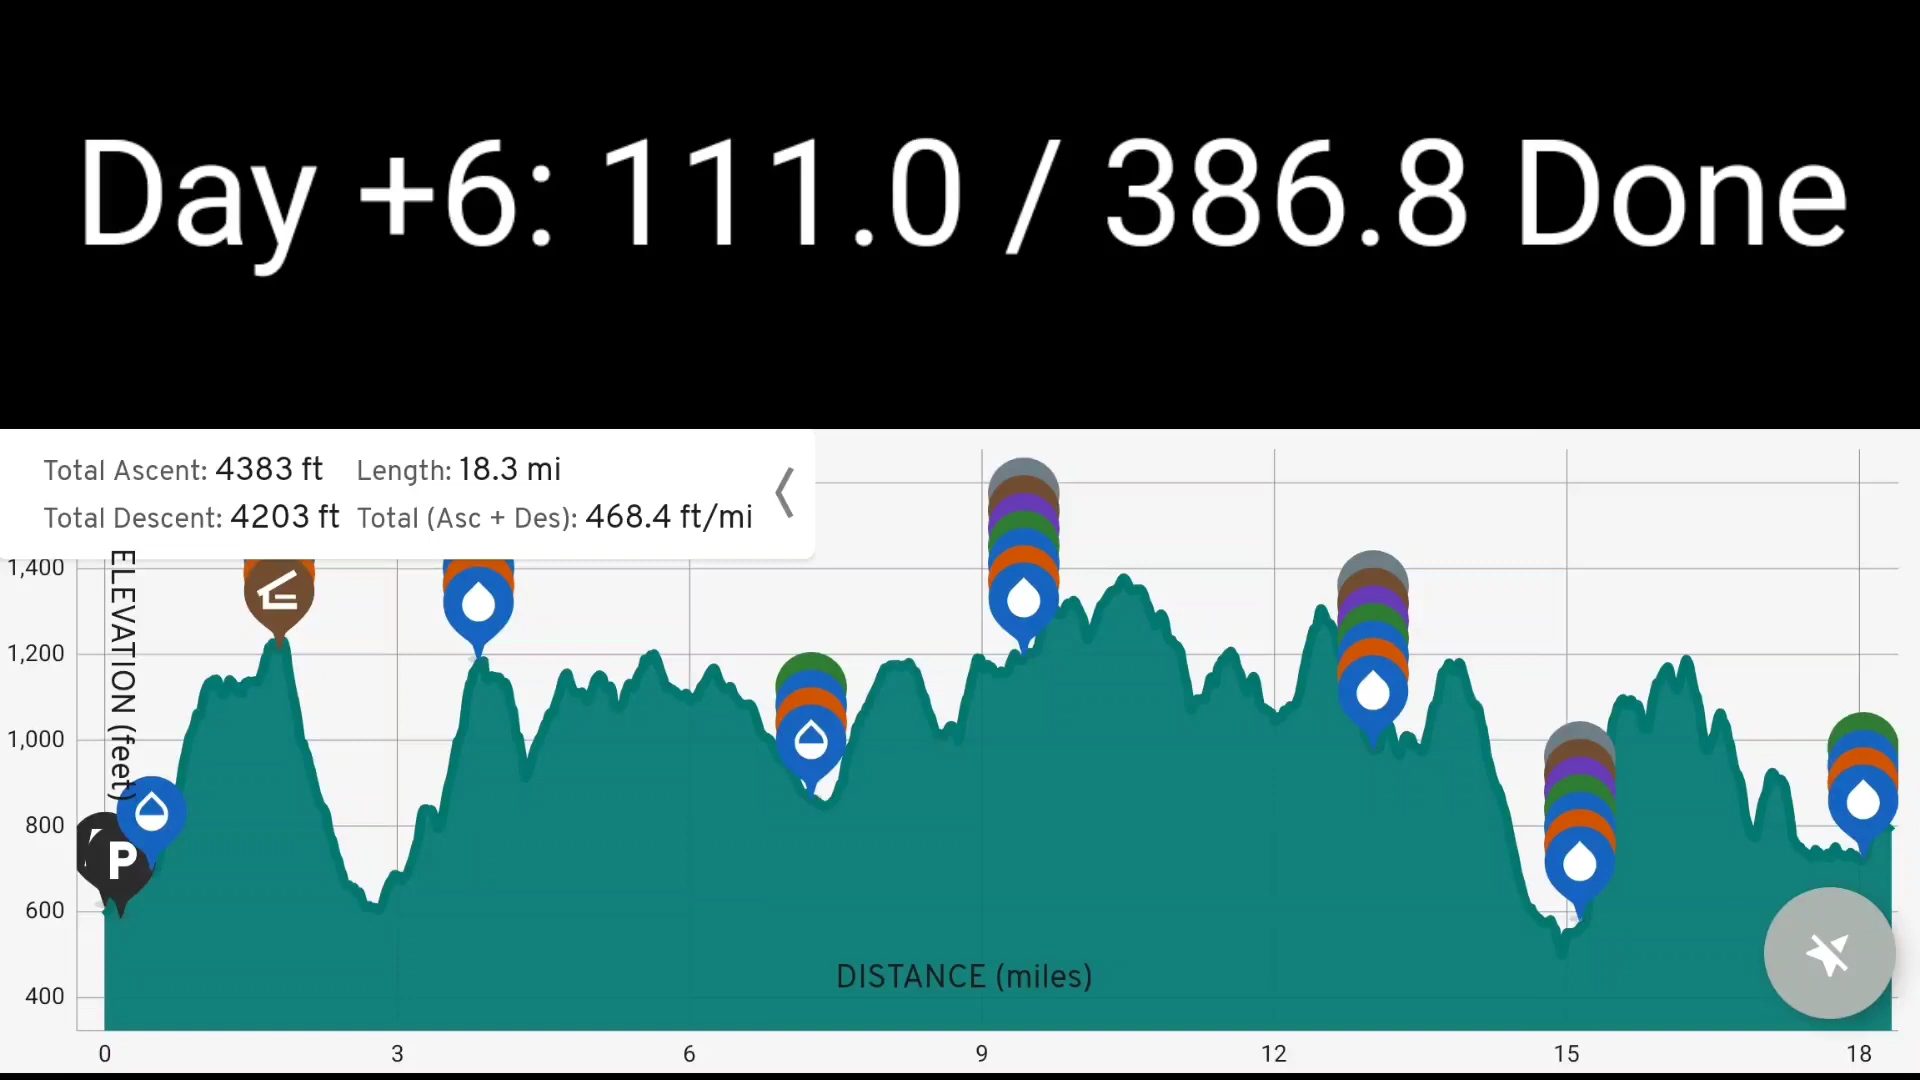 Day +6: 111.0 / 386.8 Done
Total Ascent: 4383 ft Length: 18.3 mi
Total Descent: 4203 ft Total (Asc + Des): 468.4 ft/mi
ELEVATION (feet)
1,400
1,200
1,000
800
600
400
P
DISTANCE (miles)
0 3 6 9 12 15 18